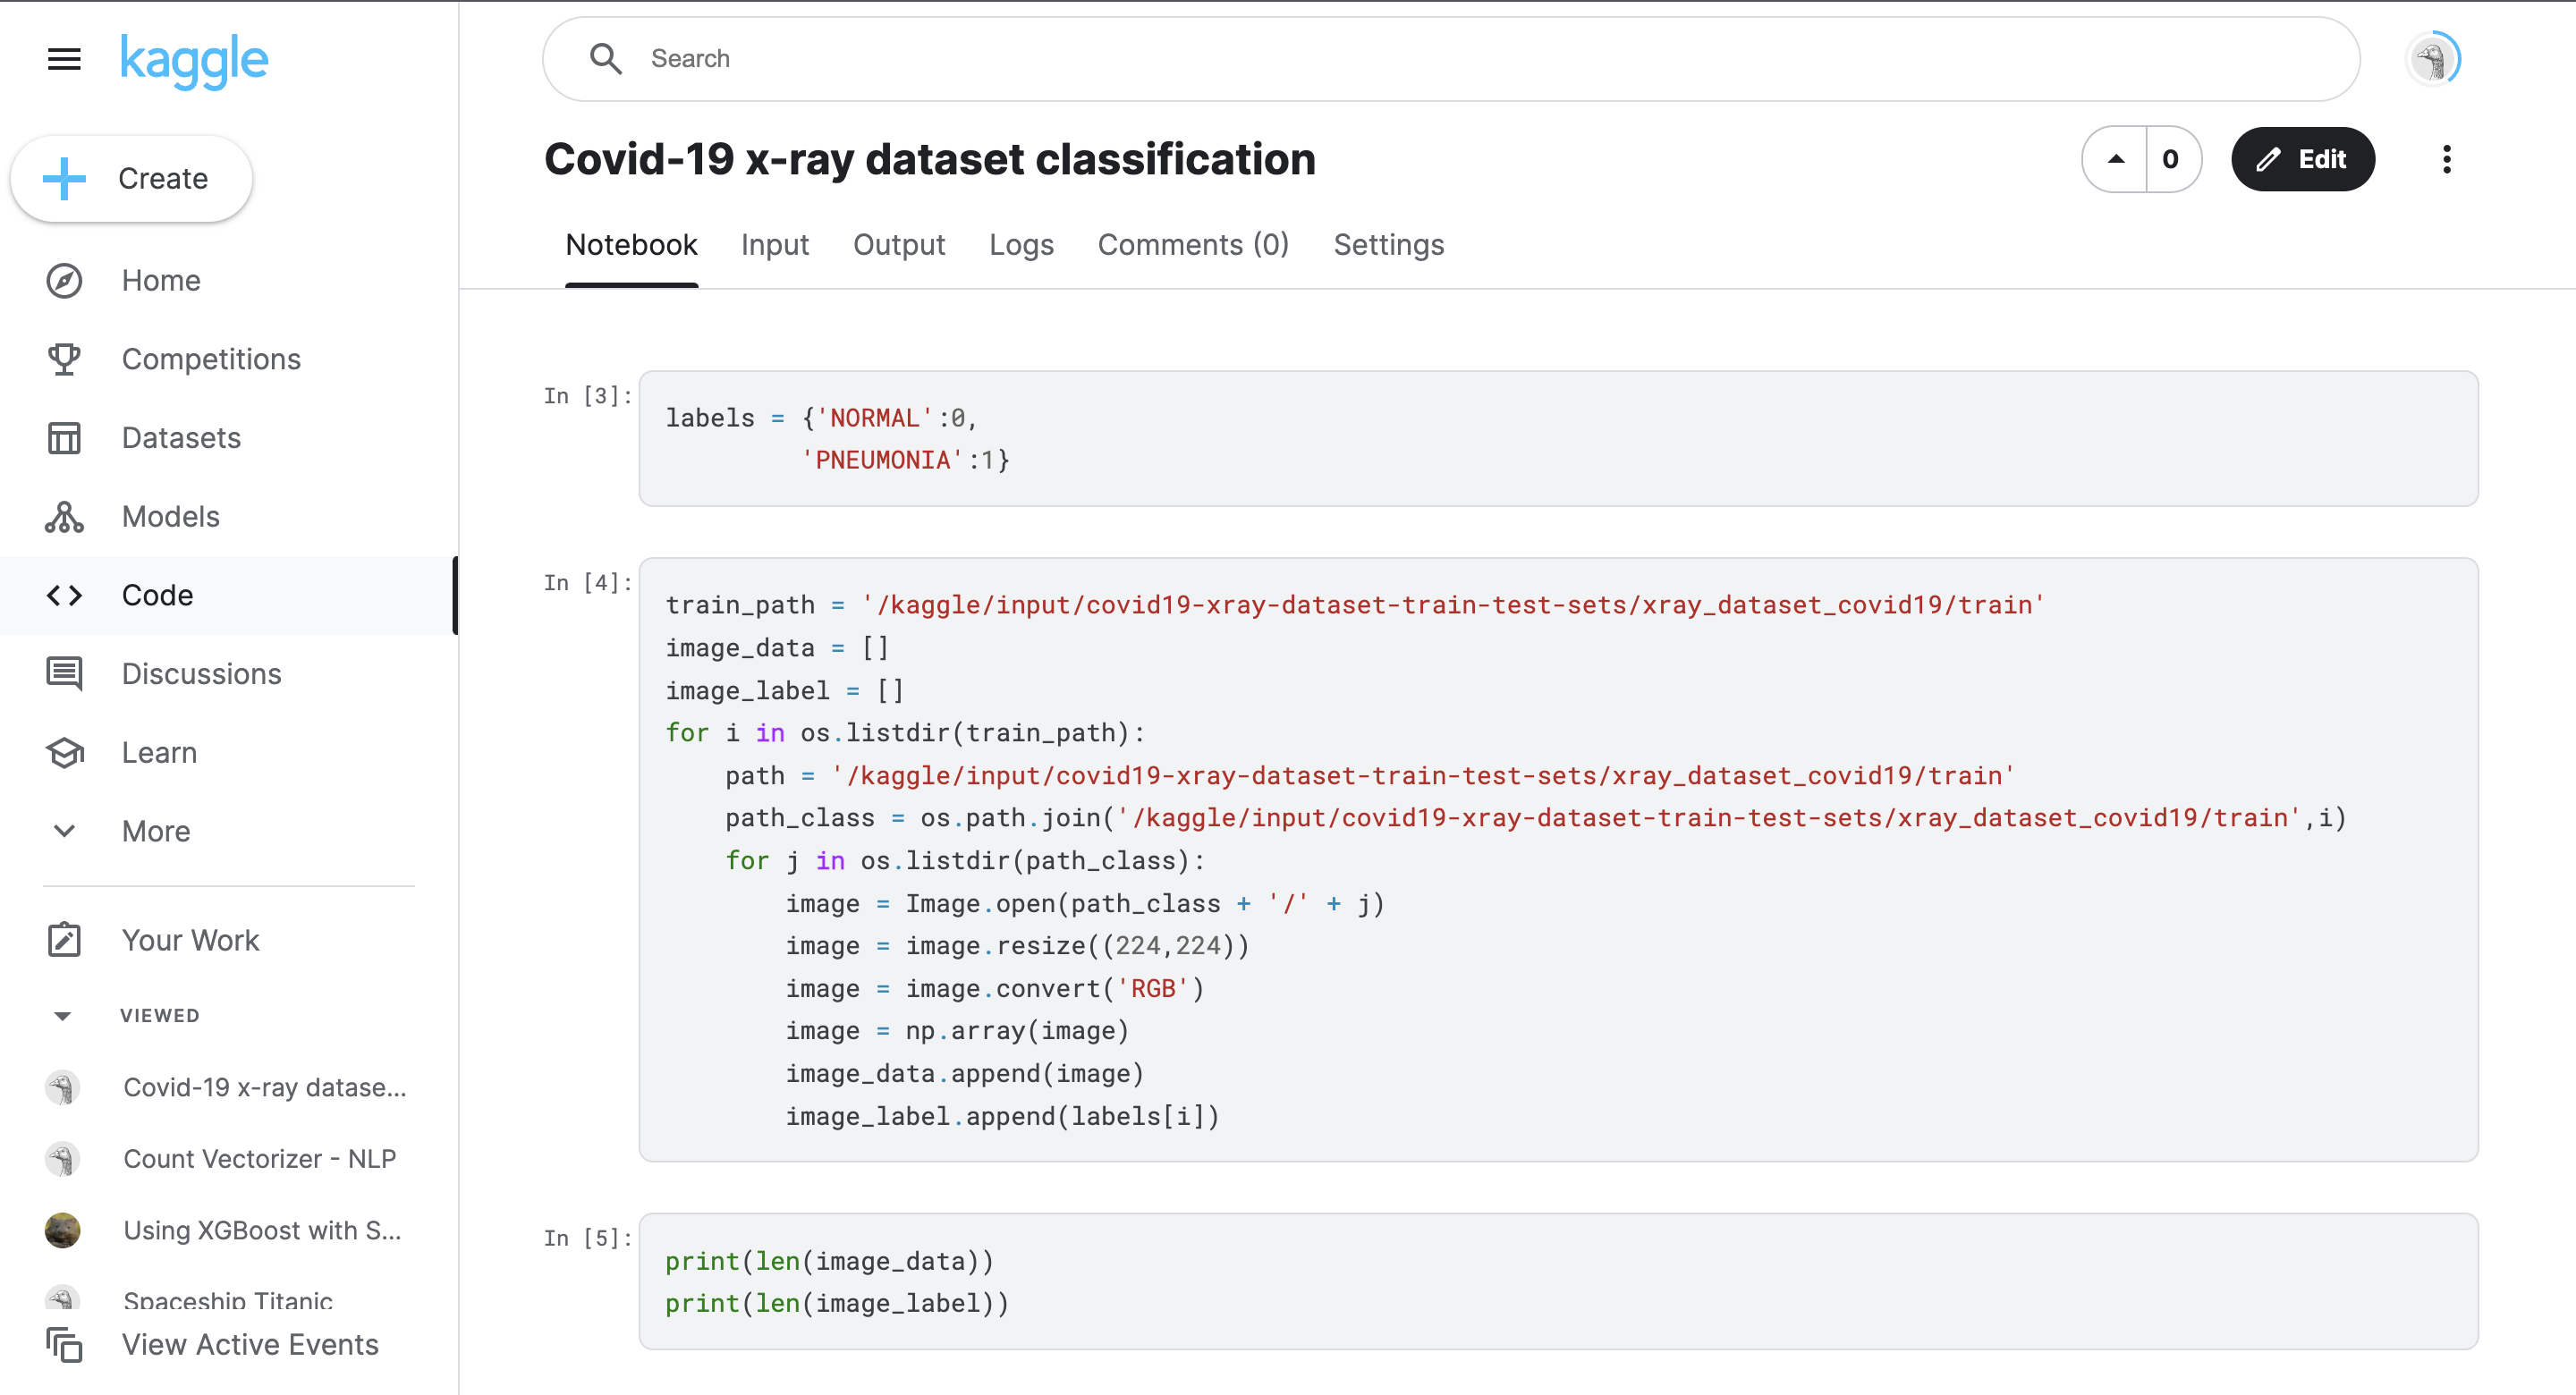 kaggle
Search
Create
Home
Competitions
Datasets
Models
Code
Discussions
Learn
More
Your Work
VIEWED
Covid-19 x-ray datase...
Count Vectorizer - NLP
Using XGBoost with S...
Spaceship Titanic
View Active Events
Covid-19 x-ray dataset classification
0
Edit
Notebook Input Output Logs Comments (0) Settings
In [3]:
labels = {'NORMAL':0,
         'PNEUMONIA':1}
In [4]:
train_path = '/kaggle/input/covid19-xray-dataset-train-test-sets/xray_dataset_covid19/train'
image_data = []
image_label = []
for i in os.listdir(train_path):
    path = '/kaggle/input/covid19-xray-dataset-train-test-sets/xray_dataset_covid19/train'
    path_class = os.path.join('/kaggle/input/covid19-xray-dataset-train-test-sets/xray_dataset_covid19/train',i)
    for j in os.listdir(path_class):
        image = Image.open(path_class + '/' + j)
        image = image.resize((224,224))
        image = image.convert('RGB')
        image = np.array(image)
        image_data.append(image)
        image_label.append(labels[i])
In [5]:
print(len(image_data))
print(len(image_label))